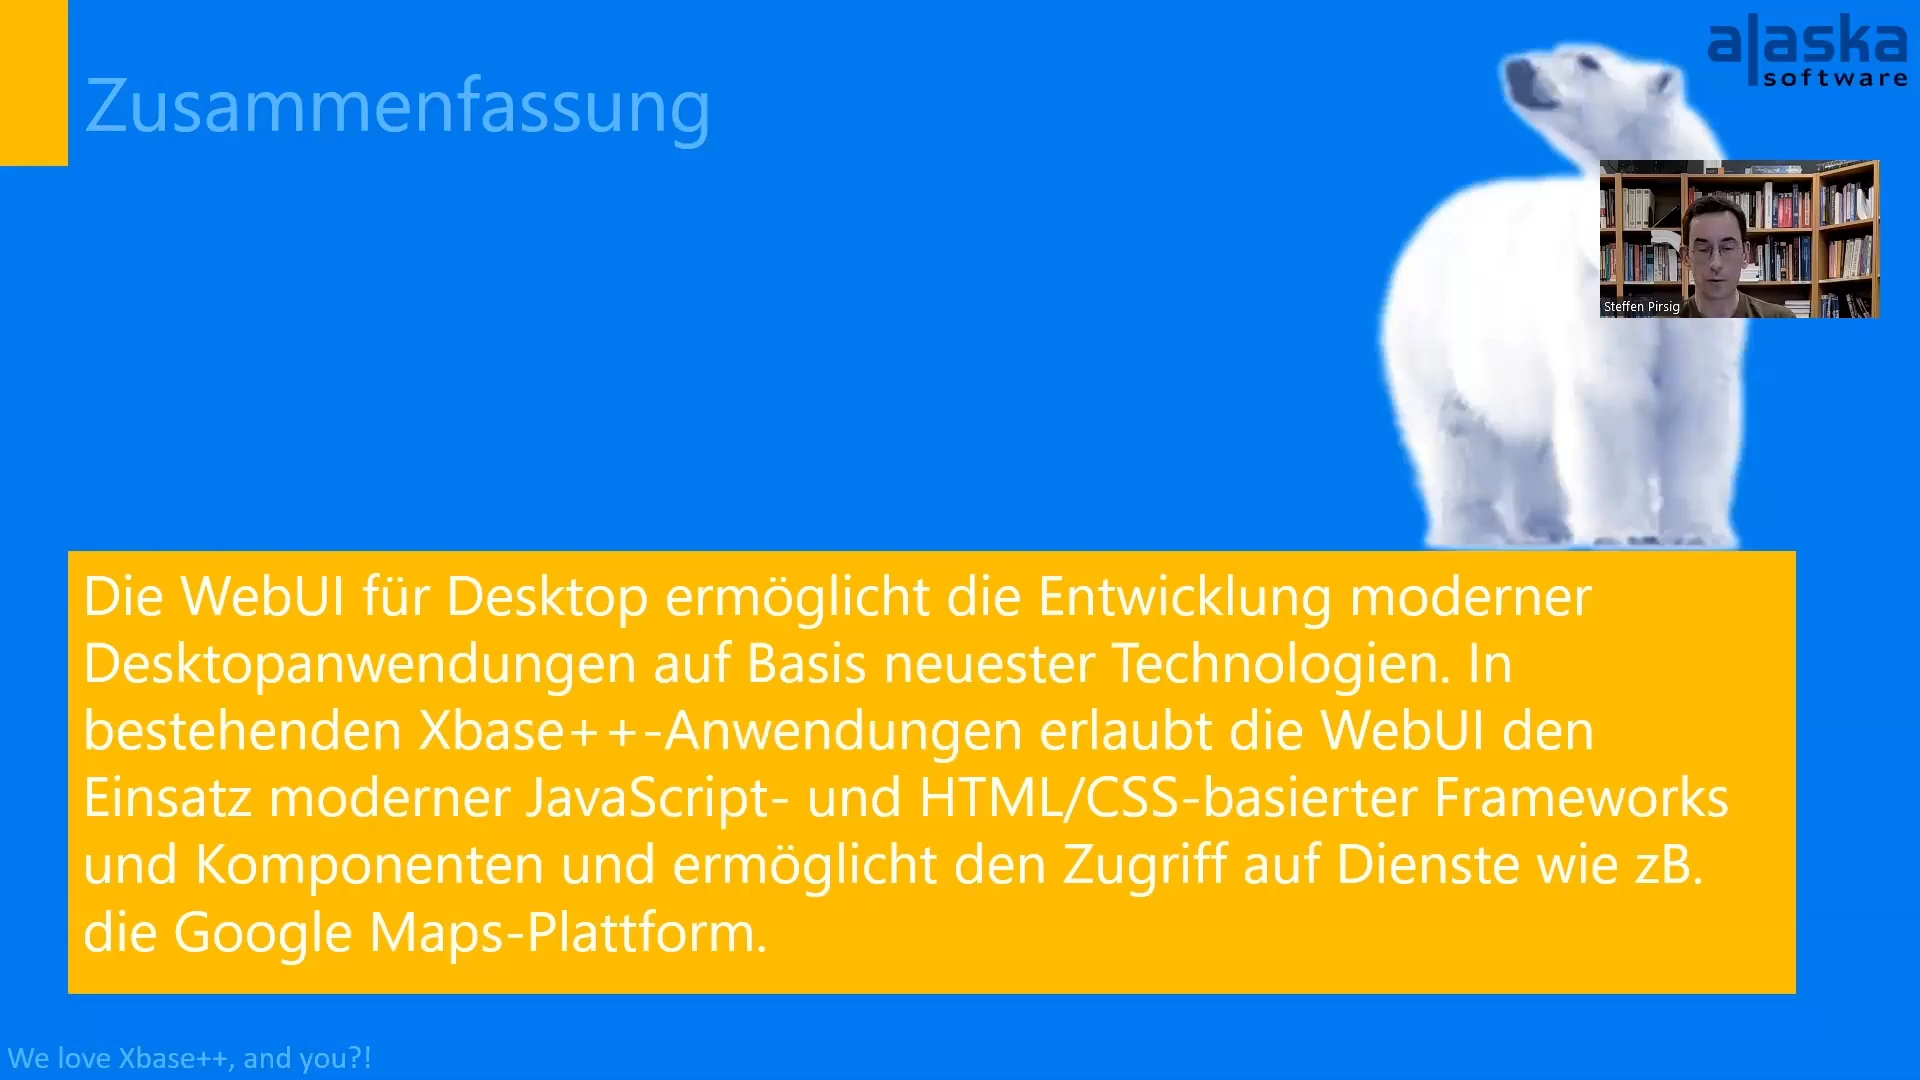 alaska
software
Zusammenfassung
Steffen Pirsig
Die WebUI für Desktop ermöglicht die Entwicklung moderner
Desktopanwendungen auf Basis neuester Technologien. In
bestehenden Xbase++-Anwendungen erlaubt die WebUI den
Einsatz moderner JavaScript- und HTML/CSS-basierter Frameworks
und Komponenten und ermöglicht den Zugriff auf Dienste wie zB.
die Google Maps-Plattform.
We love Xbase++, and you?!